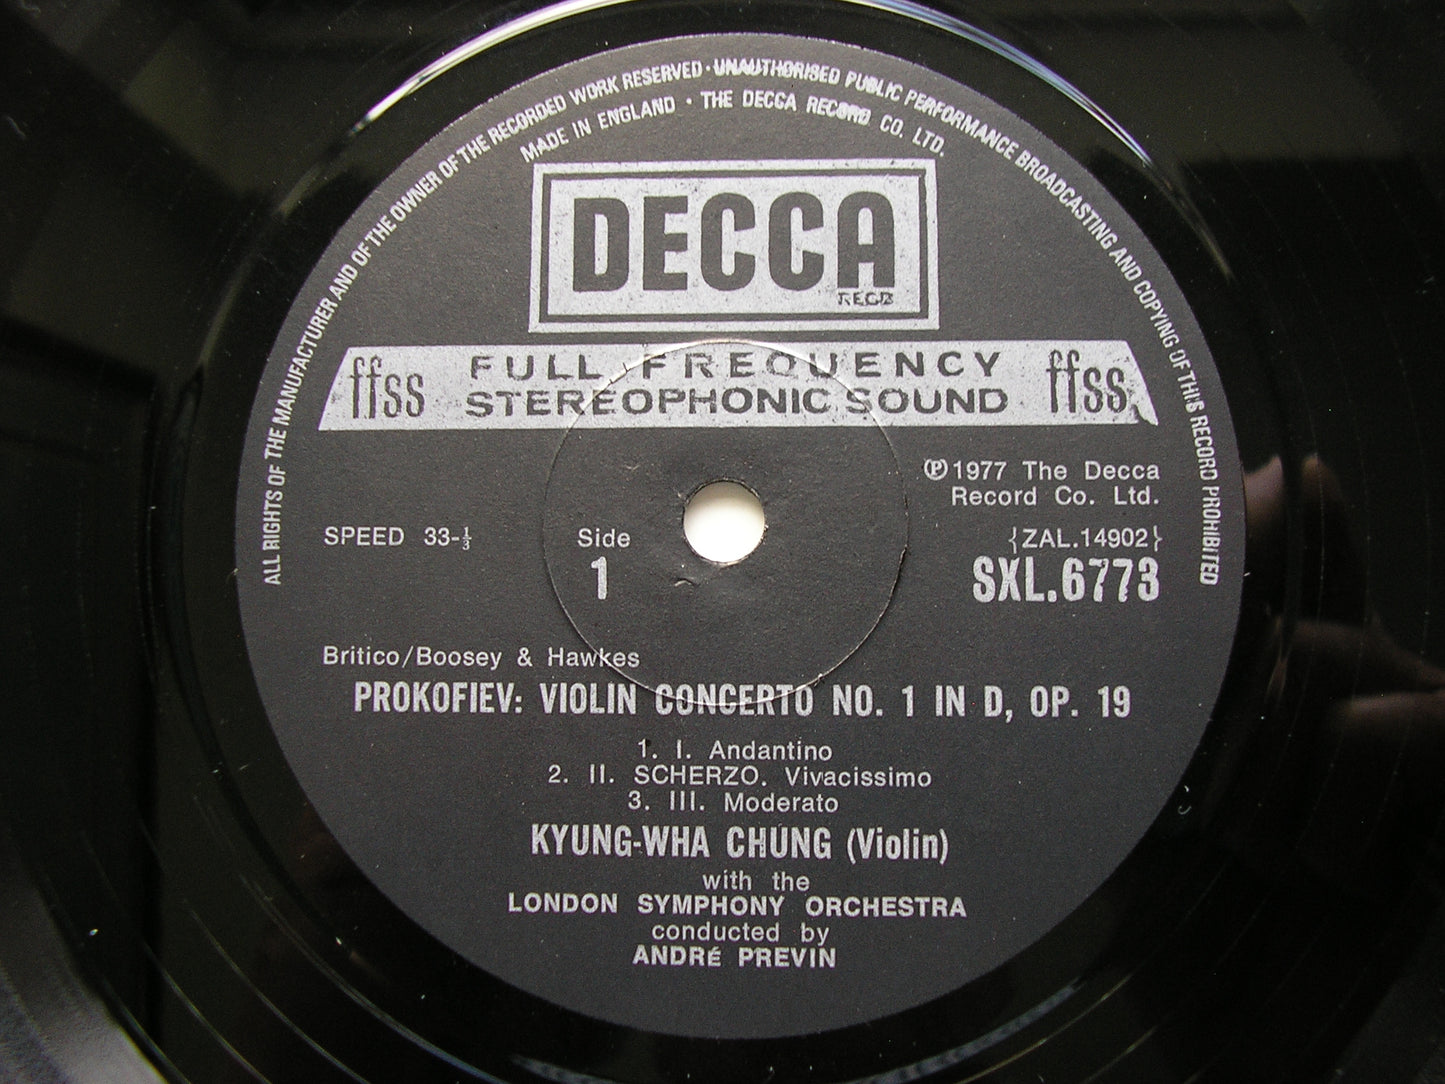 ALL RIGHTS OF THE MANUFACTURER AND OF THE OWNER OF THE RECORDED WORK RESERVED · UNAUTHORISED PUBLIC PERFORMANCE BROADCASTING AND COPYING OF THIS RECORD PROHIBITED
MADE IN ENGLAND · THE DECCA RECORD CO. LTD.
DECCA
ffss FULL FREQUENCY ffss
STEREOPHONIC SOUND
Ⓟ 1977 The Decca
Record Co. Ltd.
SPEED 33-⅓ Side {ZAL.14902}
1 SXL.6773
Britico/Boosey & Hawkes
PROKOFIEV: VIOLIN CONCERTO NO. 1 IN D, OP. 19
1. I. Andantino
2. II. SCHERZO. Vivacissimo
3. III. Moderato
KYUNG-WHA CHUNG (Violin)
with the
LONDON SYMPHONY ORCHESTRA
conducted by
ANDRÉ PREVIN